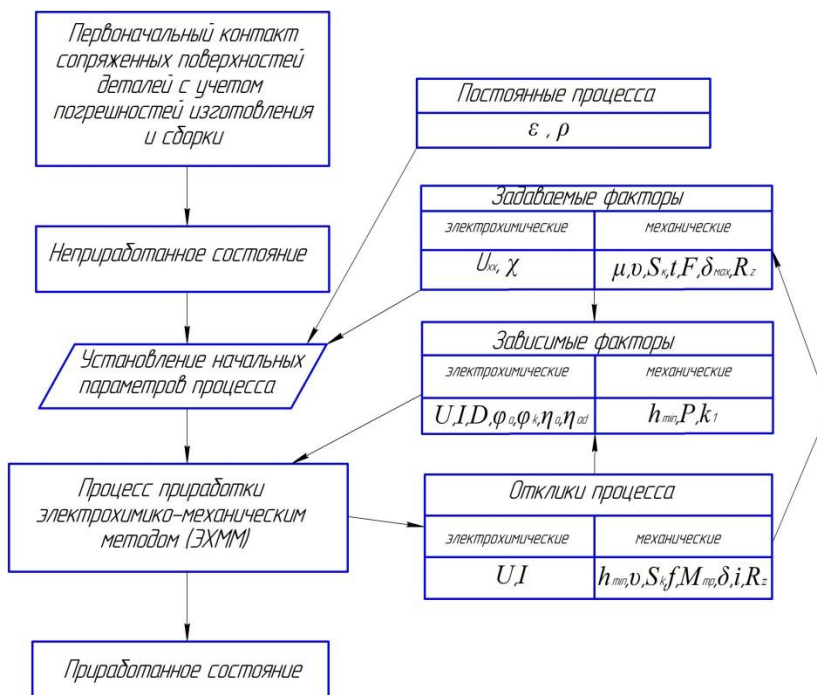 Первоначальный контакт
сопряженных поверхностей
деталей с учетом
погрешностей изготовления
и сборки
Постоянные процесса
ε , ρ
Задаваемые факторы
электрохимические
механические
Uхх, χ
μ,υ,Sк,t,F,δmax,Rz
Неприработанное состояние
Установление начальных
параметров процесса
Зависимые факторы
электрохимические
механические
U,I,D,φa,φk,ηa,ηad
hmin,P,k1
Процесс приработки
электрохимико-механическим
методом (ЭХММ)
Отклики процесса
электрохимические
механические
U,I
hmin,υ,Sk,f,Mтр,δ,i,Rz
Приработанное состояние